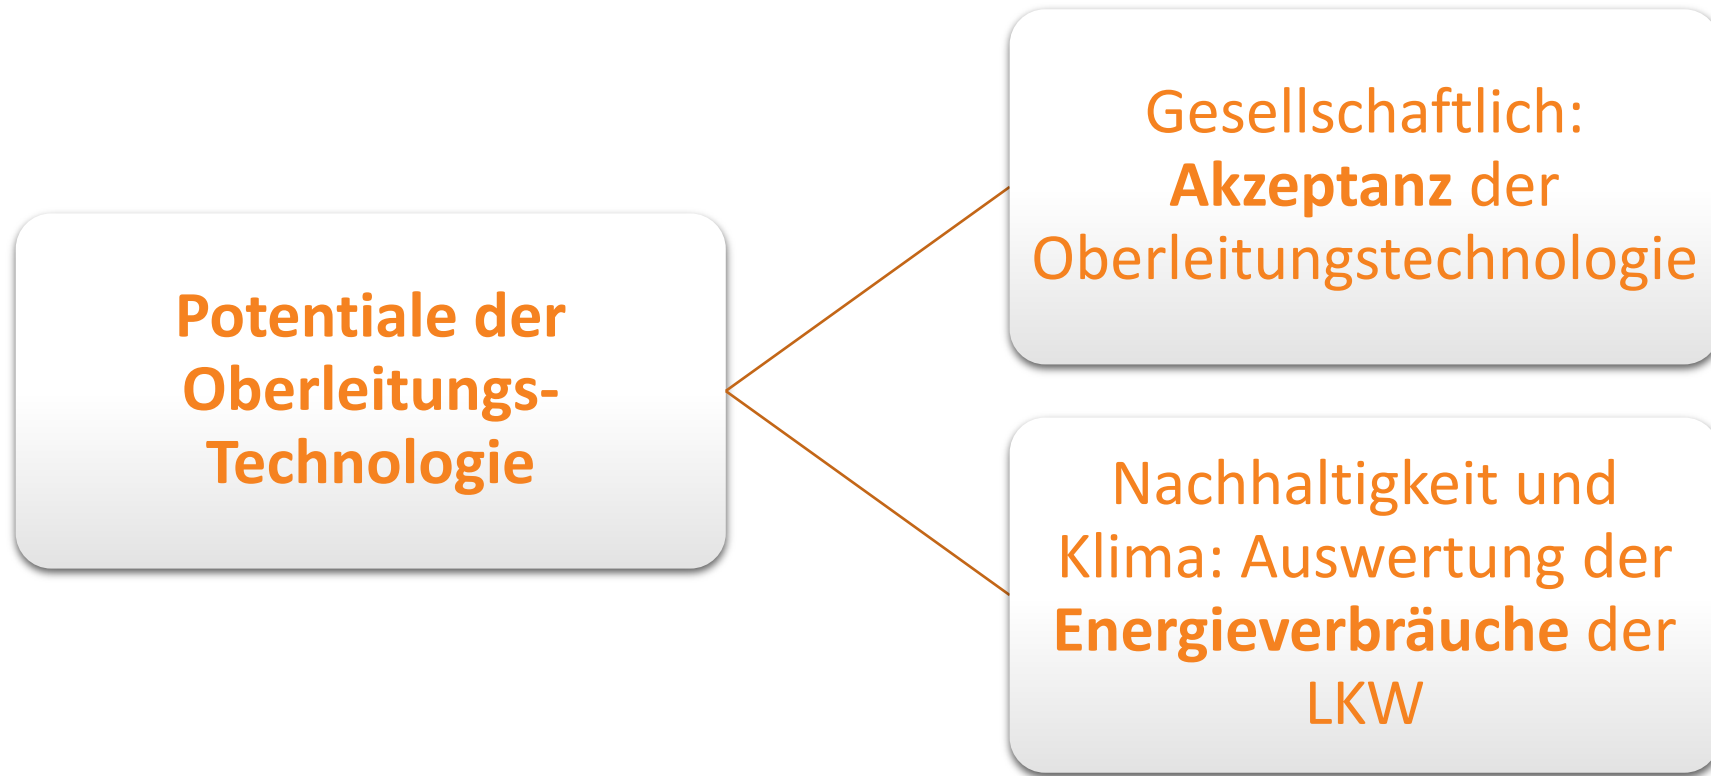 Potentiale der
Oberleitungs-
Technologie
Gesellschaftlich:
Akzeptanz der
Oberleitungstechnologie
Nachhaltigkeit und
Klima: Auswertung der
Energieverbräuche der
LKW